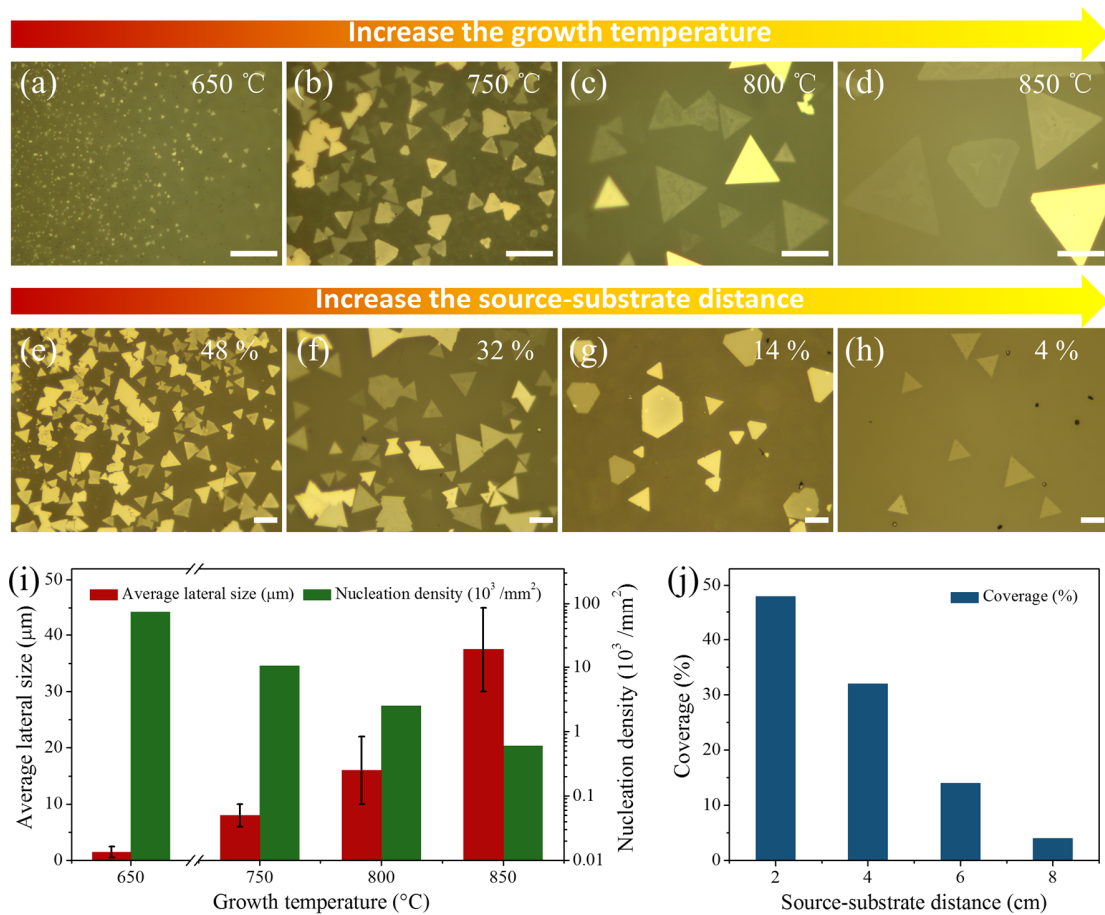 Increase the growth temperature
(a) 650 ℃ (b) 750 ℃ (c) 800 ℃ (d) 850 ℃
Increase the source-substrate distance
(e) 48 % (f) 32 % (g) 14 % (h) 4 %
(i)
Average lateral size (μm) Nucleation density (10³ /mm²)
50
40
30
20
10
0
Average lateral size (μm)
100
10
1
0.1
0.01
Nucleation density (10³ /mm²)
650 750 800 850
Growth temperature (°C)
(j)
Coverage (%)
50
40
30
20
10
0
Coverage (%)
2 4 6 8
Source-substrate distance (cm)